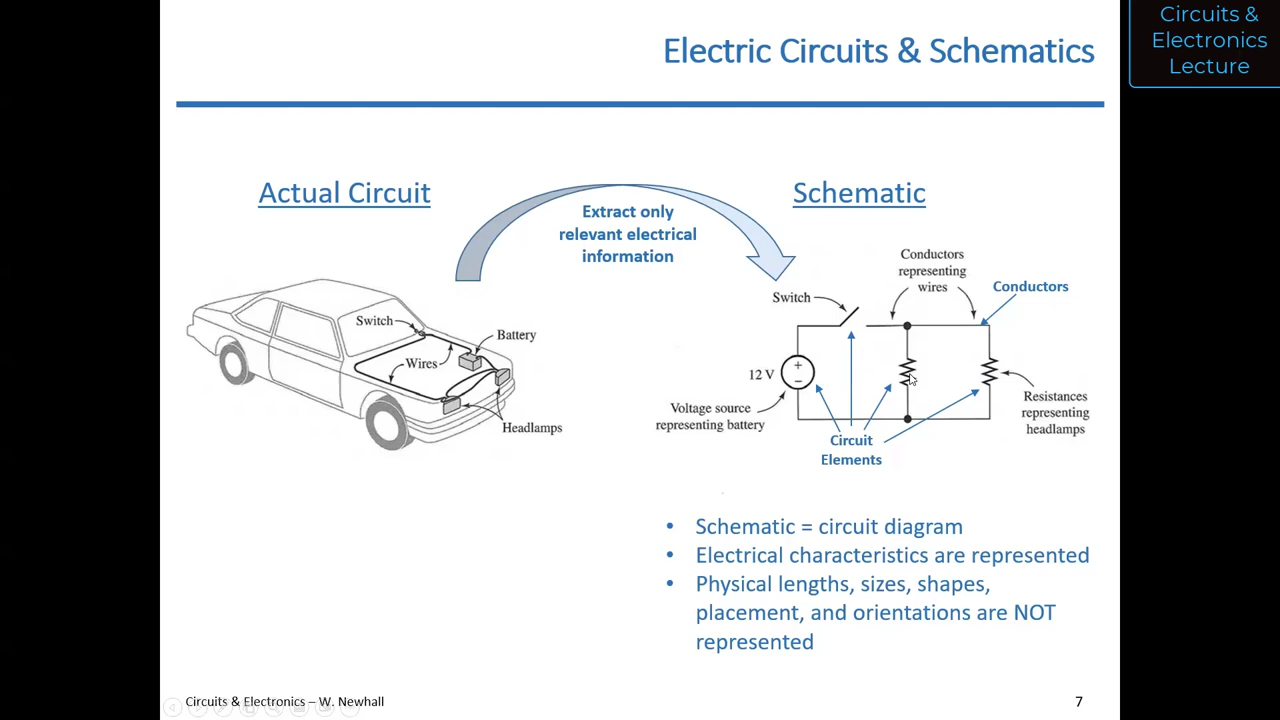 Circuits &
Electronics
Lecture
Electric Circuits & Schematics
Actual Circuit
Extract only
relevant electrical
information
Schematic
Switch
Battery
Wires
Headlamps
Conductors
representing
wires
Conductors
Switch
12 V
+
−
Voltage source
representing battery
Circuit
Elements
Resistances
representing
headlamps
• Schematic = circuit diagram
• Electrical characteristics are represented
• Physical lengths, sizes, shapes,
placement, and orientations are NOT
represented
Circuits & Electronics – W. Newhall
7